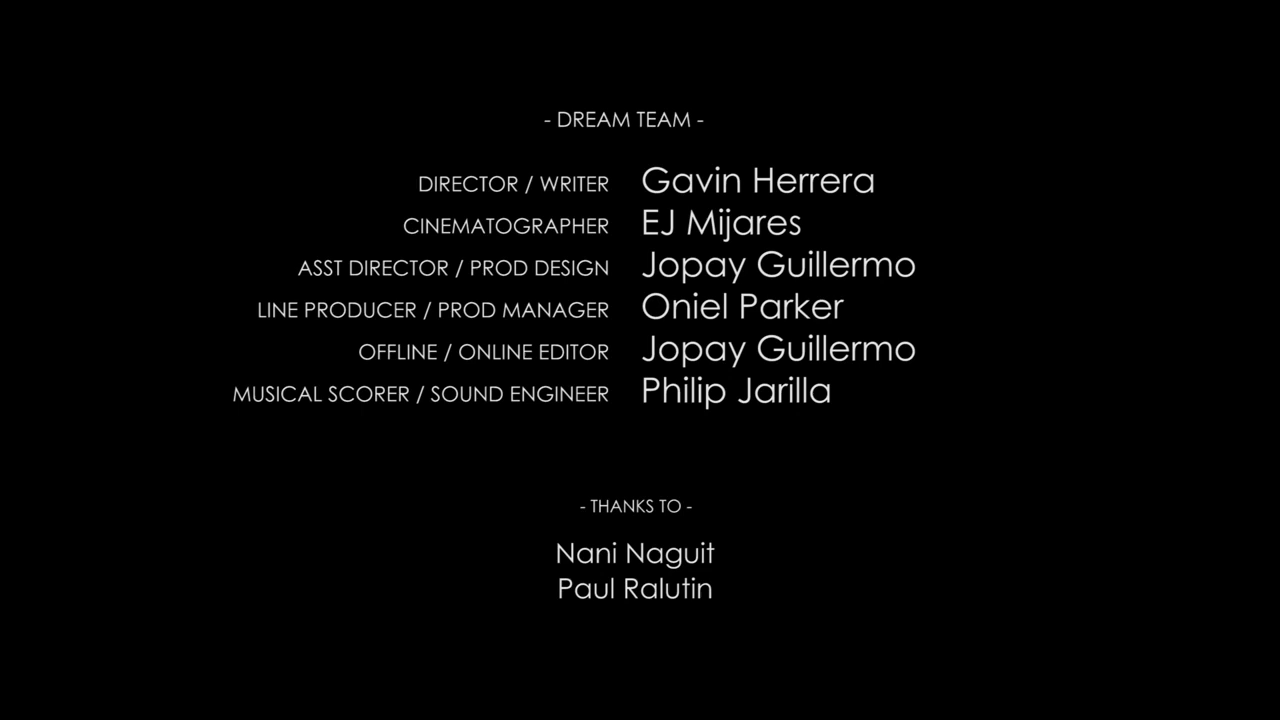 - DREAM TEAM -
DIRECTOR / WRITER Gavin Herrera
CINEMATOGRAPHER EJ Mijares
ASST DIRECTOR / PROD DESIGN Jopay Guillermo
LINE PRODUCER / PROD MANAGER Oniel Parker
OFFLINE / ONLINE EDITOR Jopay Guillermo
MUSICAL SCORER / SOUND ENGINEER Philip Jarilla
- THANKS TO -
Nani Naguit
Paul Ralutin